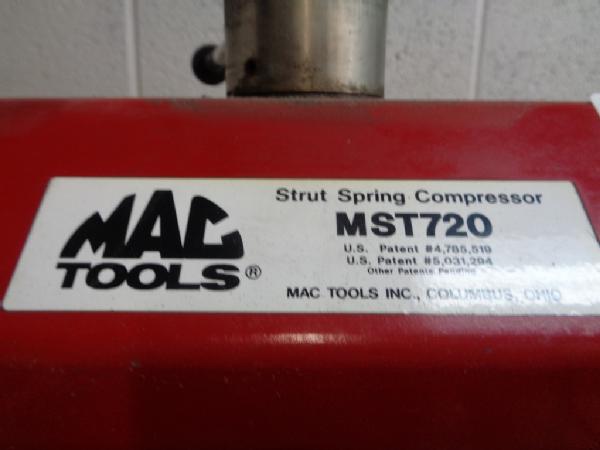 MAC
TOOLS®
Strut Spring Compressor
MST720
U.S. Patent #4,785,519
U.S. Patent #5,031,294
Other Patents Pending
MAC TOOLS INC., COLUMBUS, OHIO